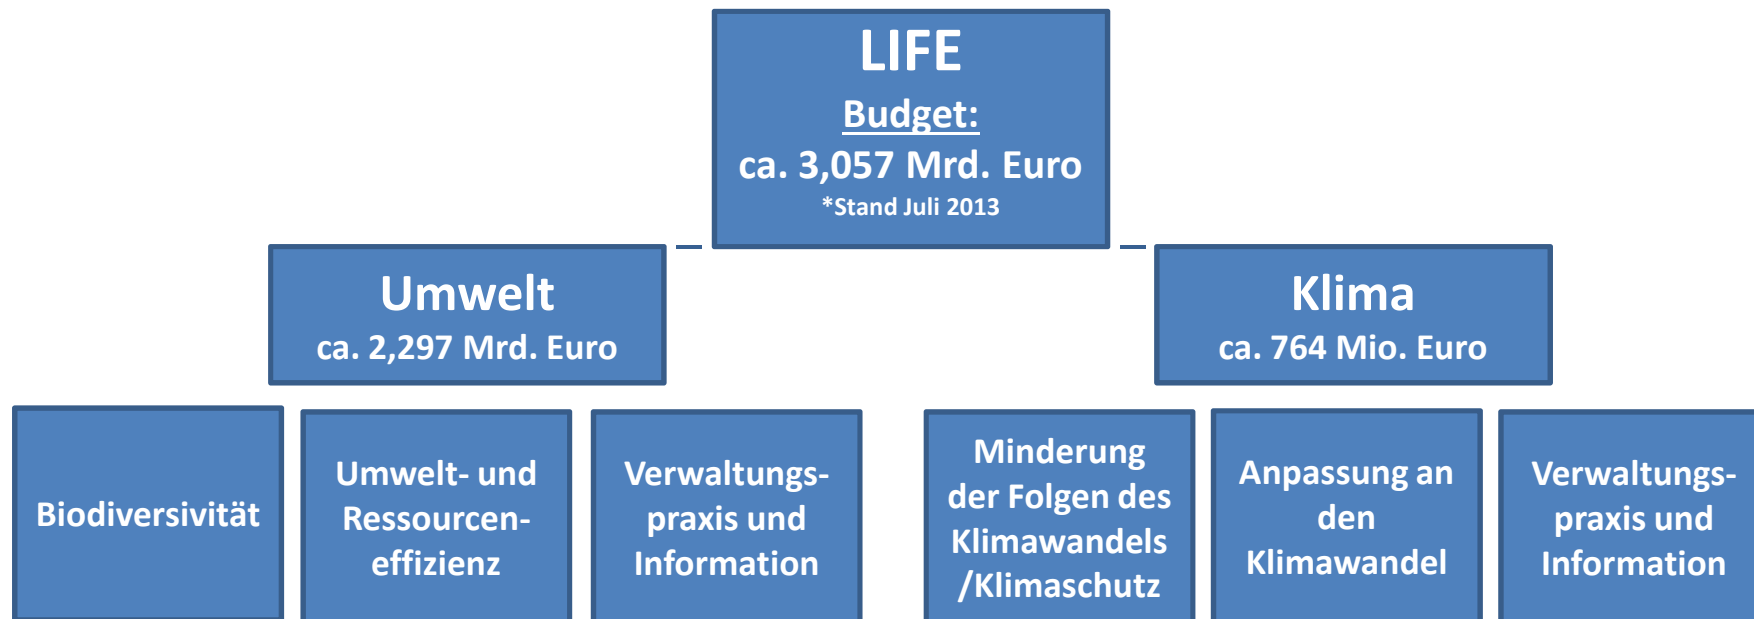 LIFE
Budget:
ca. 3,057 Mrd. Euro
*Stand Juli 2013
Umwelt
ca. 2,297 Mrd. Euro
Klima
ca. 764 Mio. Euro
Biodiversivität
Umwelt- und
Ressourcen-
effizienz
Verwaltungs-
praxis und
Information
Minderung
der Folgen des
Klimawandels
/Klimaschutz
Anpassung an
den
Klimawandel
Verwaltungs-
praxis und
Information